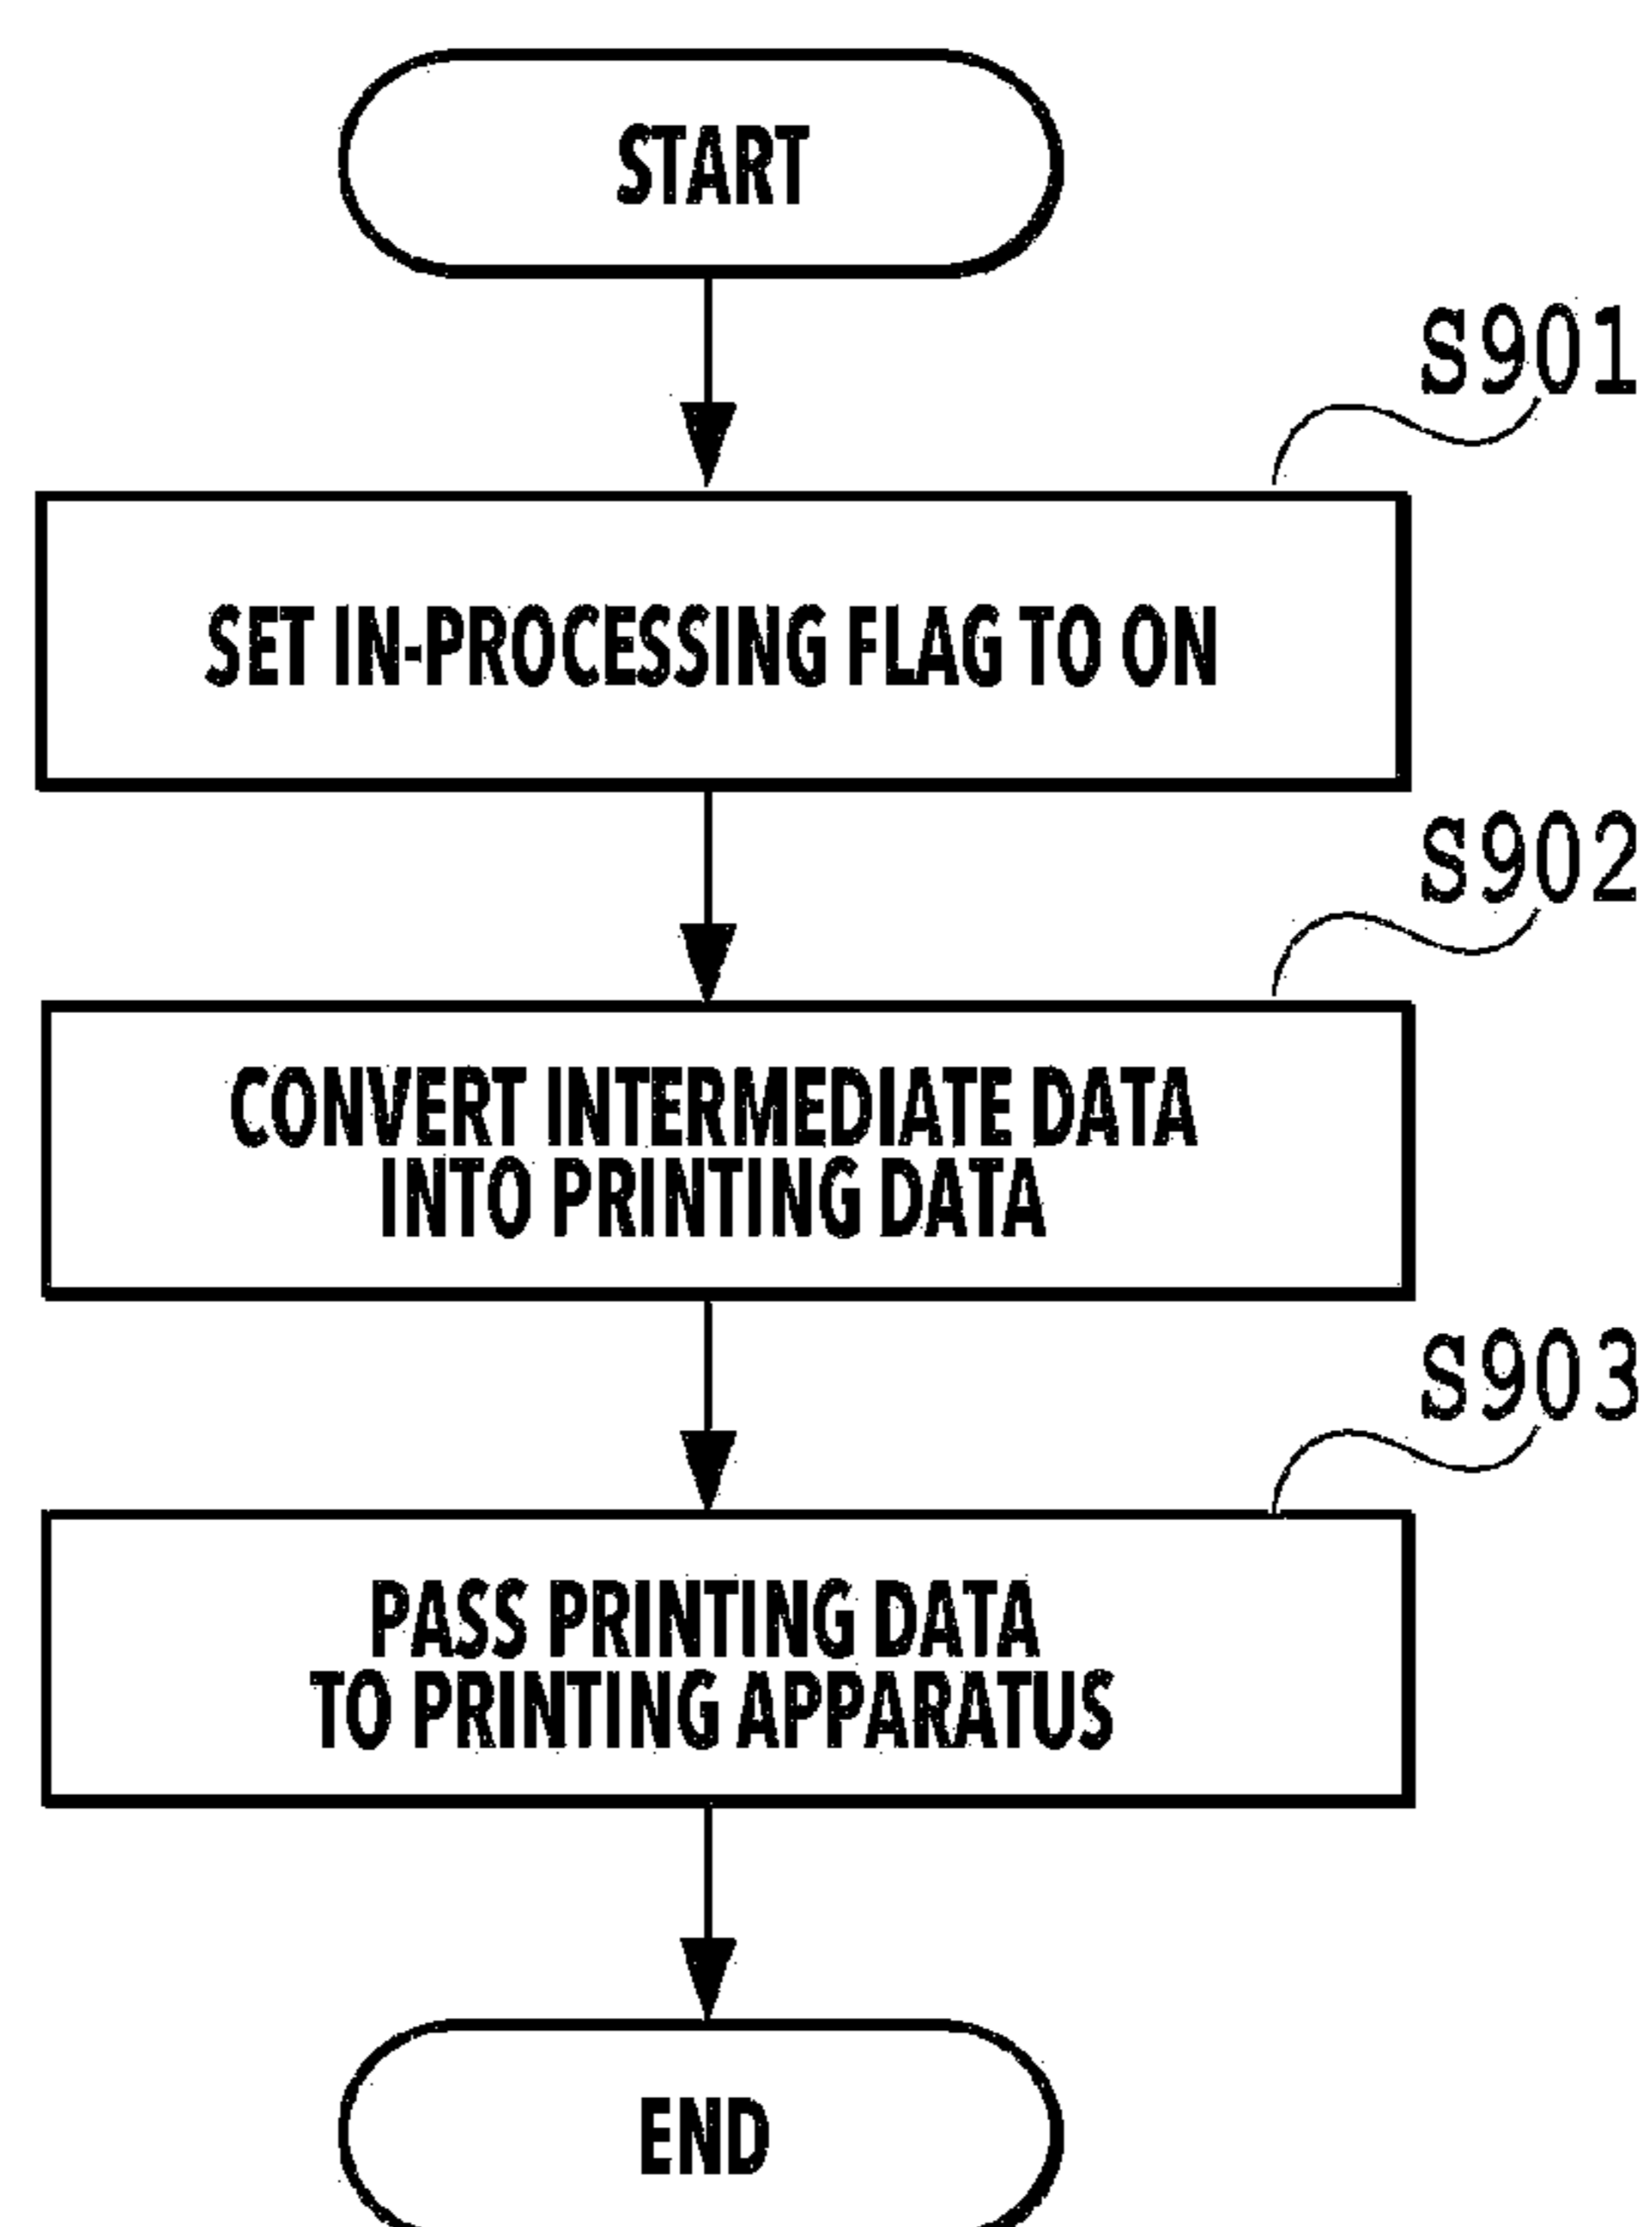 START
S901
SET IN-PROCESSING FLAG TO ON
S902
CONVERT INTERMEDIATE DATA
INTO PRINTING DATA
S903
PASS PRINTING DATA
TO PRINTING APPARATUS
END